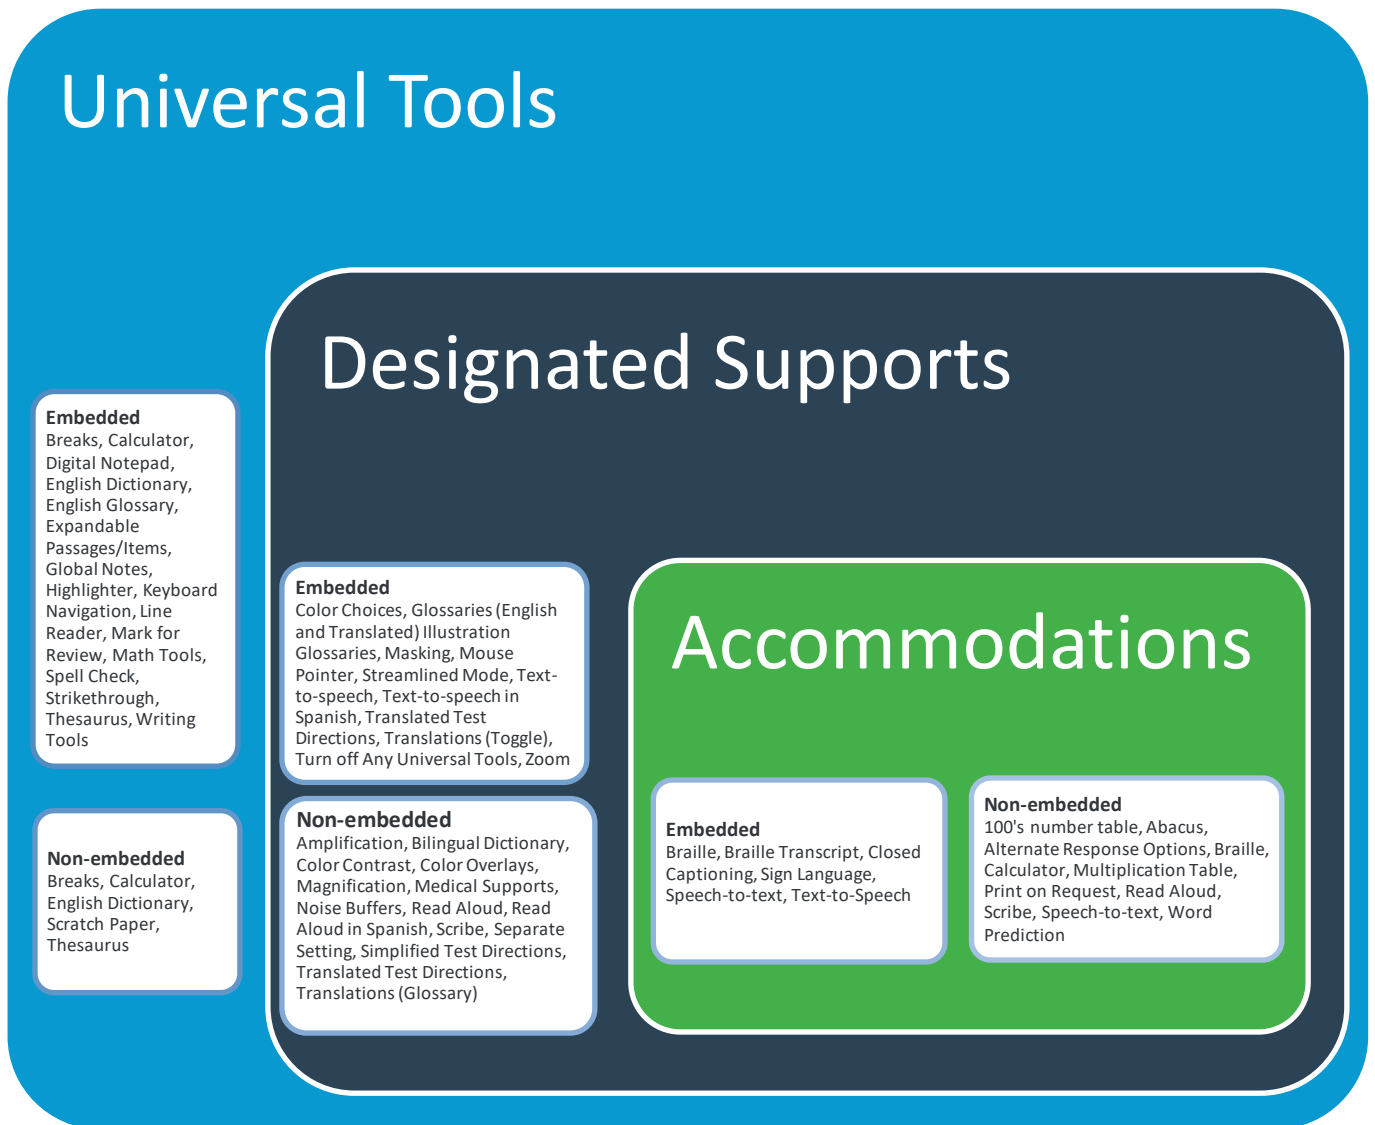 Universal Tools
Embedded
Breaks, Calculator,
Digital Notepad,
English Dictionary,
English Glossary,
Expandable
Passages/Items,
Global Notes,
Highlighter, Keyboard
Navigation, Line
Reader, Mark for
Review, Math Tools,
Spell Check,
Strikethrough,
Thesaurus, Writing
Tools
Non-embedded
Breaks, Calculator,
English Dictionary,
Scratch Paper,
Thesaurus
Designated Supports
Embedded
Color Choices, Glossaries (English
and Translated) Illustration
Glossaries, Masking, Mouse
Pointer, Streamlined Mode, Text-
to-speech, Text-to-speech in
Spanish, Translated Test
Directions, Translations (Toggle),
Turn off Any Universal Tools, Zoom
Non-embedded
Amplification, Bilingual Dictionary,
Color Contrast, Color Overlays,
Magnification, Medical Supports,
Noise Buffers, Read Aloud, Read
Aloud in Spanish, Scribe, Separate
Setting, Simplified Test Directions,
Translated Test Directions,
Translations (Glossary)
Accommodations
Embedded
Braille, Braille Transcript, Closed
Captioning, Sign Language,
Speech-to-text, Text-to-Speech
Non-embedded
100's number table, Abacus,
Alternate Response Options, Braille,
Calculator, Multiplication Table,
Print on Request, Read Aloud,
Scribe, Speech-to-text, Word
Prediction